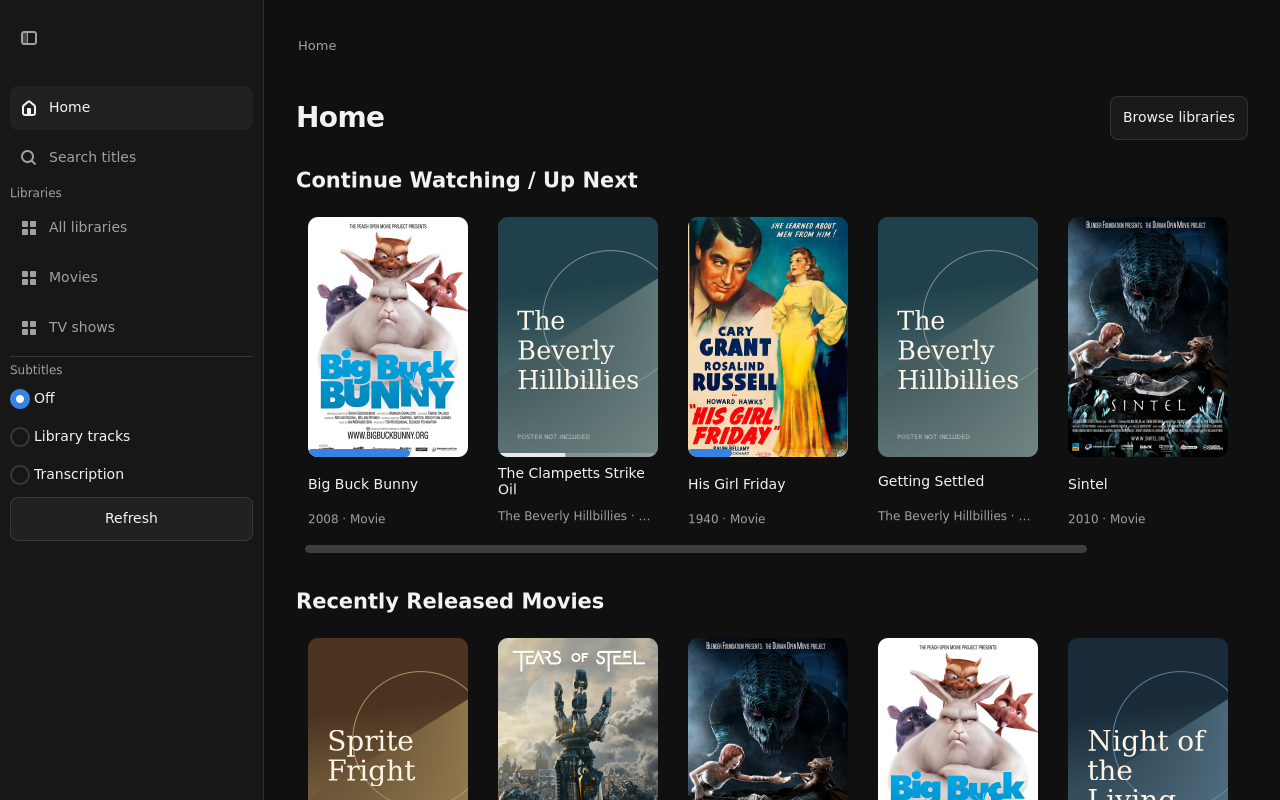 Home
Search titles
Libraries
All libraries
Movies
TV shows
Subtitles
Off
Library tracks
Transcription
Refresh
Home
Home
Browse libraries
Continue Watching / Up Next
THE PEACH OPEN MOVIE PROJECT PRESENTS
Big Buck
BUNNY
WWW.BIGBUCKBUNNY.ORG
Big Buck Bunny
2008 · Movie
The
Beverly
Hillbillies
POSTER NOT INCLUDED
The Clampetts Strike
Oil
The Beverly Hillbillies · ...
SHE LEARNED ABOUT
MEN FROM HIM!
CARY
GRANT
ROSALIND
RUSSELL
in
HOWARD HAWKS'
"HIS GIRL
FRIDAY"
RALPH BELLAMY
His Girl Friday
1940 · Movie
The
Beverly
Hillbillies
POSTER NOT INCLUDED
Getting Settled
The Beverly Hillbillies · ...
BLENDER FOUNDATION PRESENTS: THE DURIAN OPEN MOVIE PROJECT
SINTEL
WWW.SINTEL.ORG
Sintel
2010 · Movie
Recently Released Movies
Sprite
Fright
TEARS OF STEEL
BLENDER FOUNDATION PRESENTS: THE DURIAN OPEN MOVIE PROJECT
THE PEACH OPEN MOVIE PROJECT PRESENTS
Big Buck
Night of
the
Living